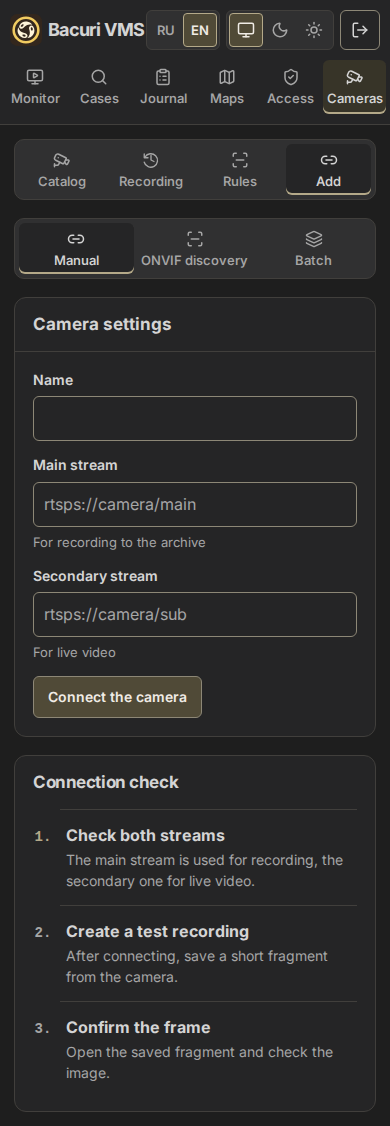 Bacuri VMS RU EN
Monitor Cases Journal Maps Access Cameras
Catalog Recording Rules Add
Manual ONVIF discovery Batch
Camera settings
Name
Main stream
rtsps://camera/main
For recording to the archive
Secondary stream
rtsps://camera/sub
For live video
Connect the camera
Connection check
1. Check both streams
The main stream is used for recording, the
secondary one for live video.
2. Create a test recording
After connecting, save a short fragment
from the camera.
3. Confirm the frame
Open the saved fragment and check the
image.